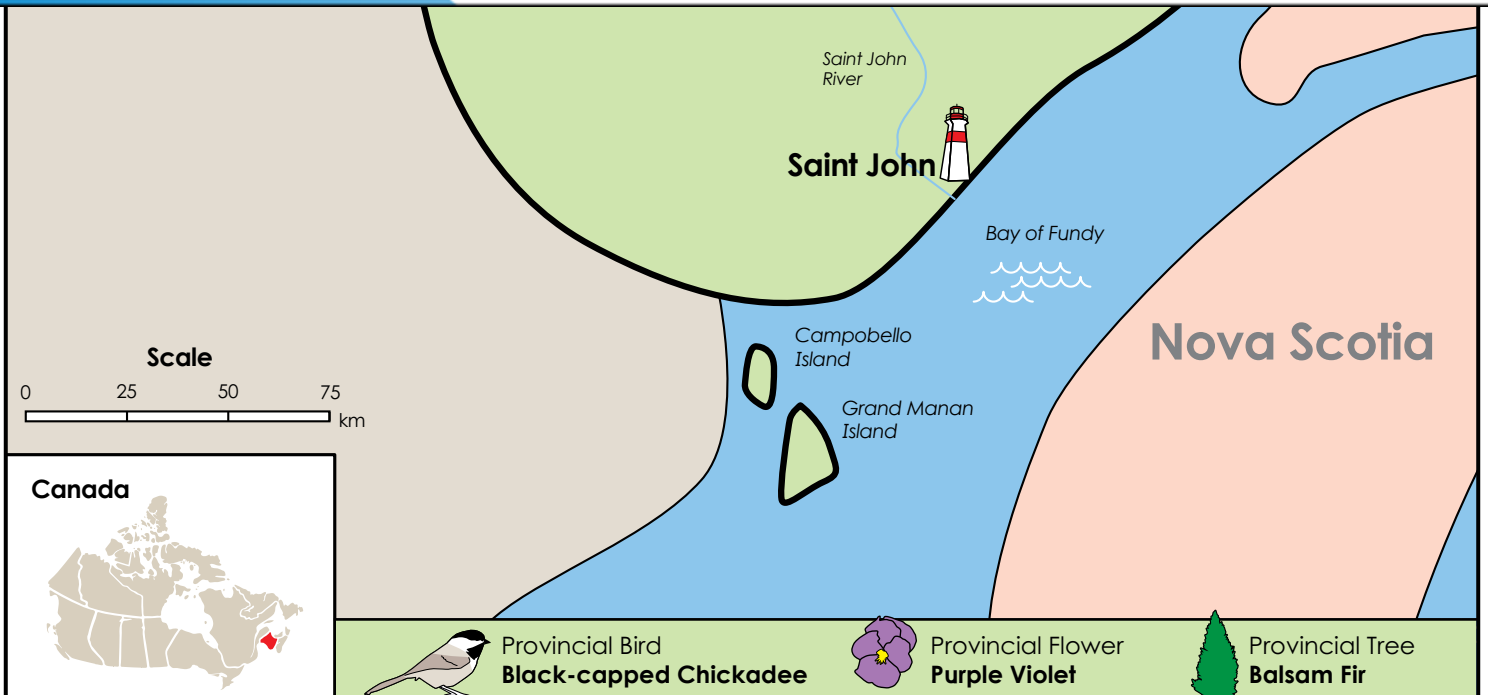 Saint John
River
Saint John
Bay of Fundy
Nova Scotia
Campobello
Island
Grand Manan
Island
Scale
0 25 50 75
km
Canada
Provincial Bird
Black-capped Chickadee
Provincial Flower
Purple Violet
Provincial Tree
Balsam Fir